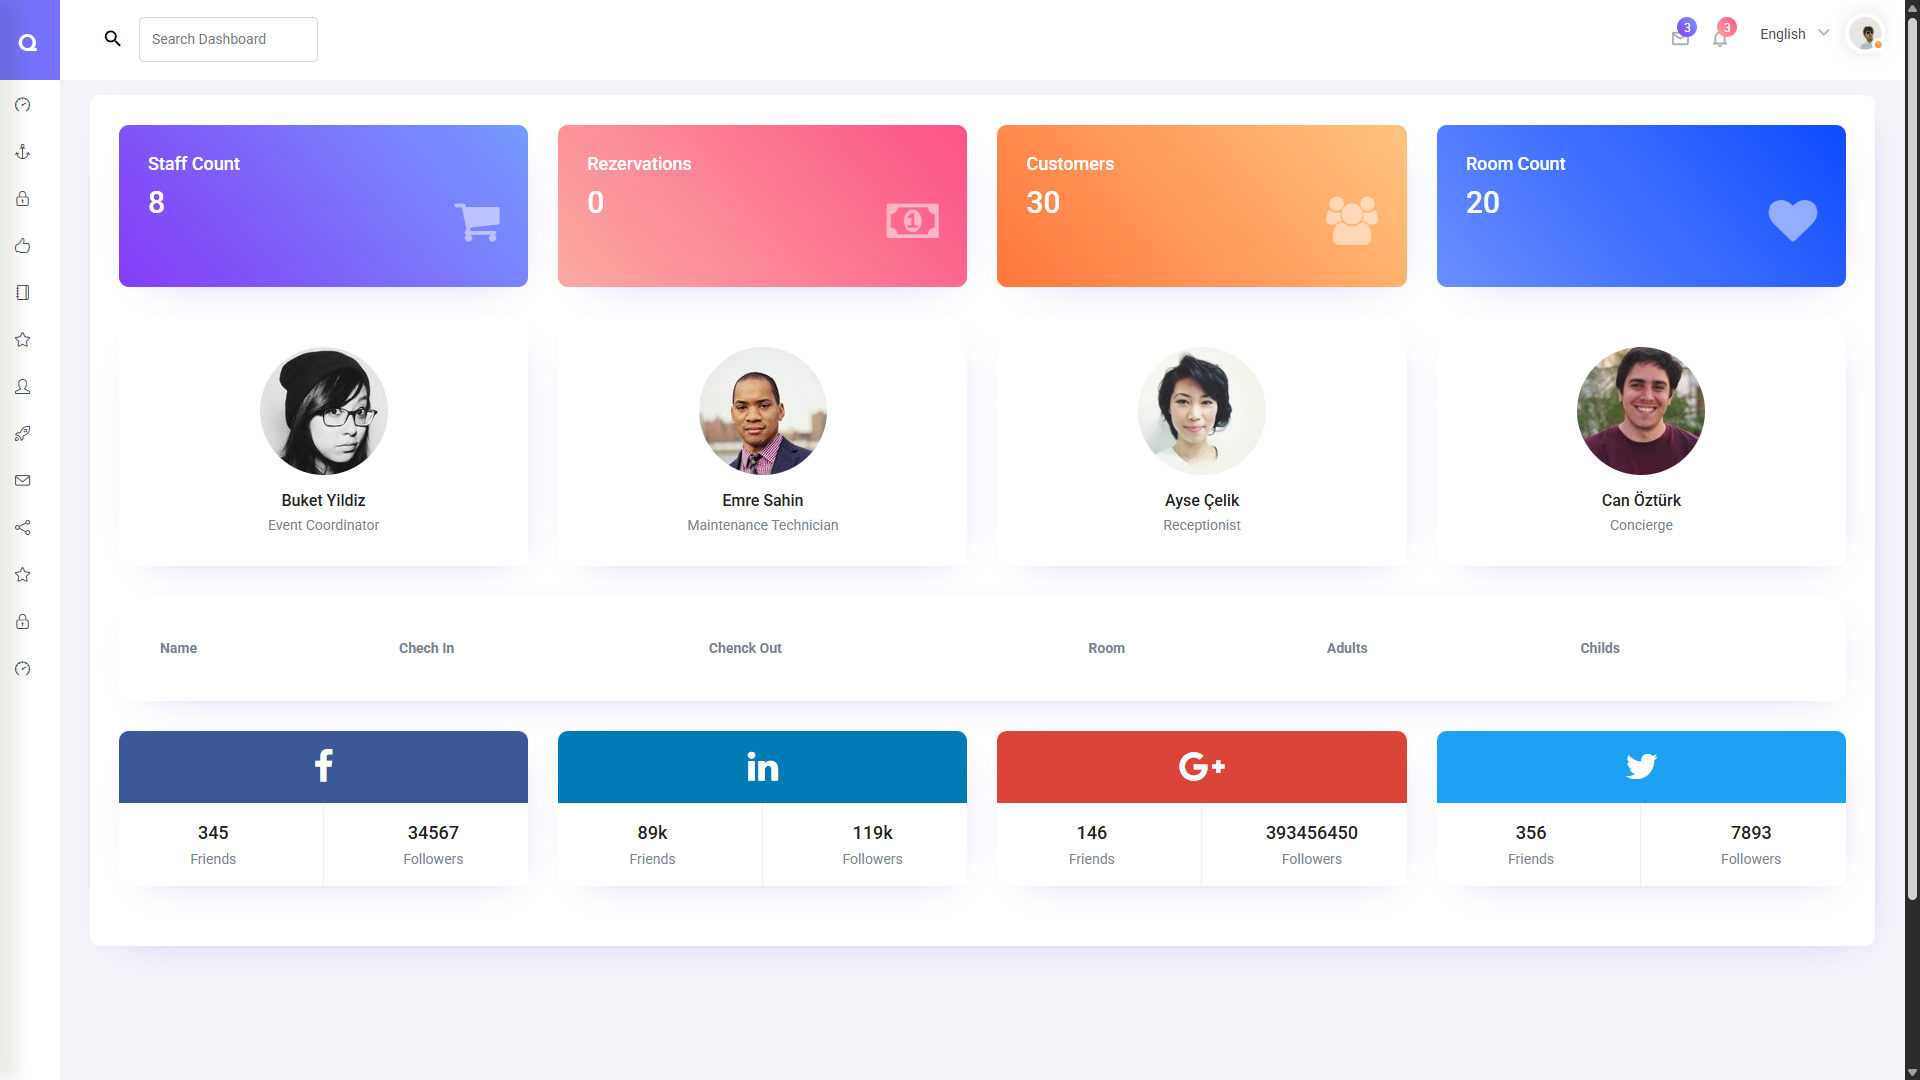 Search Dashboard
3
3
English
Staff Count
8
Rezervations
0
1
Customers
30
Room Count
20
Buket Yildiz
Event Coordinator
Emre Sahin
Maintenance Technician
Ayse Çelik
Receptionist
Can Öztürk
Concierge
Name Chech In Chenck Out Room Adults Childs
f
in
G+
345
Friends
34567
Followers
89k
Friends
119k
Followers
146
Friends
393456450
Followers
356
Friends
7893
Followers